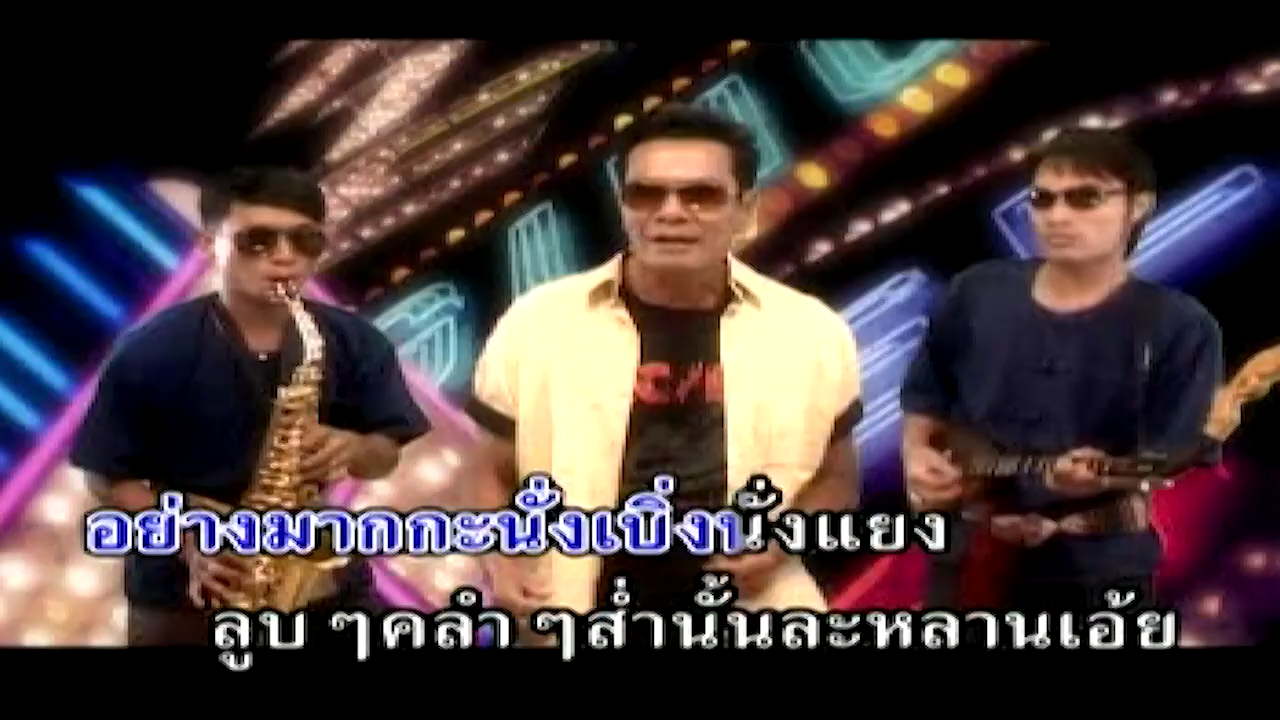 อย่างมากกะนั่งเบิ่งนั่งแยง
ลูบ ๆคลำ ๆส่ำนั้นละหลานเอ้ย